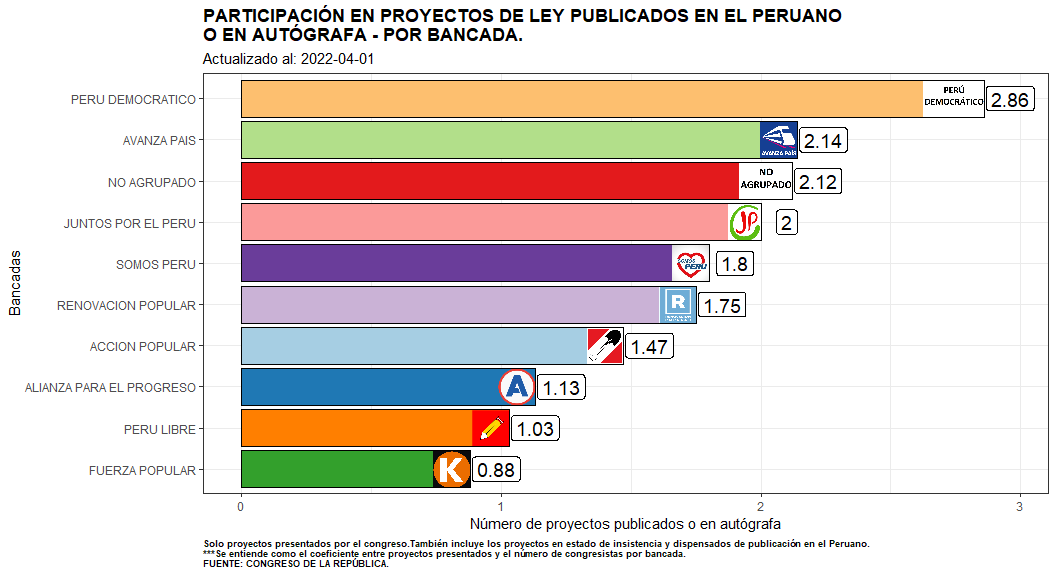 PARTICIPACIÓN EN PROYECTOS DE LEY PUBLICADOS EN EL PERUANO
O EN AUTÓGRAFA - POR BANCADA.
Actualizado al: 2022-04-01
Bancadas
PERU DEMOCRATICO
PERÚ
DEMOCRÁTICO
2.86
AVANZA PAIS
AVANZA PAÍS
2.14
NO AGRUPADO
NO
AGRUPADO
2.12
JUNTOS POR EL PERU
JP
2
SOMOS PERU
SOMOS
PERU
1.8
RENOVACION POPULAR
R
1.75
ACCION POPULAR
1.47
ALIANZA PARA EL PROGRESO
A
1.13
PERU LIBRE
1.03
FUERZA POPULAR
K
0.88
0
1
2
3
Número de proyectos publicados o en autógrafa
Solo proyectos presentados por el congreso.También incluye los proyectos en estado de insistencia y dispensados de publicación en el Peruano.
***Se entiende como el coeficiente entre proyectos presentados y el número de congresistas por bancada.
FUENTE: CONGRESO DE LA REPÚBLICA.